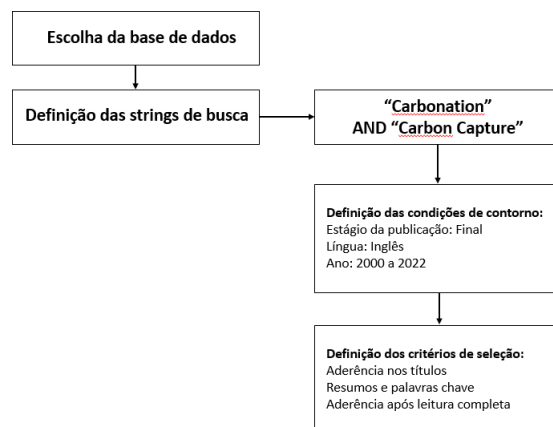 Escolha da base de dados
Definição das strings de busca
“Carbonation”
AND “Carbon Capture”
Definição das condições de contorno:
Estágio da publicação: Final
Língua: Inglês
Ano: 2000 a 2022
Definição dos critérios de seleção:
Aderência nos títulos
Resumos e palavras chave
Aderência após leitura completa